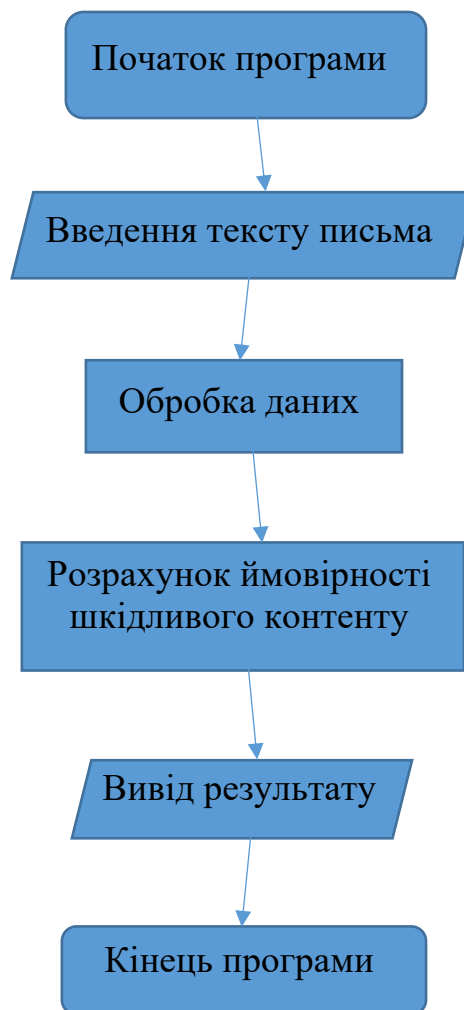 Початок програми
Введення тексту письма
Обробка даних
Розрахунок ймовірності
шкідливого контенту
Вивід результату
Кінець програми